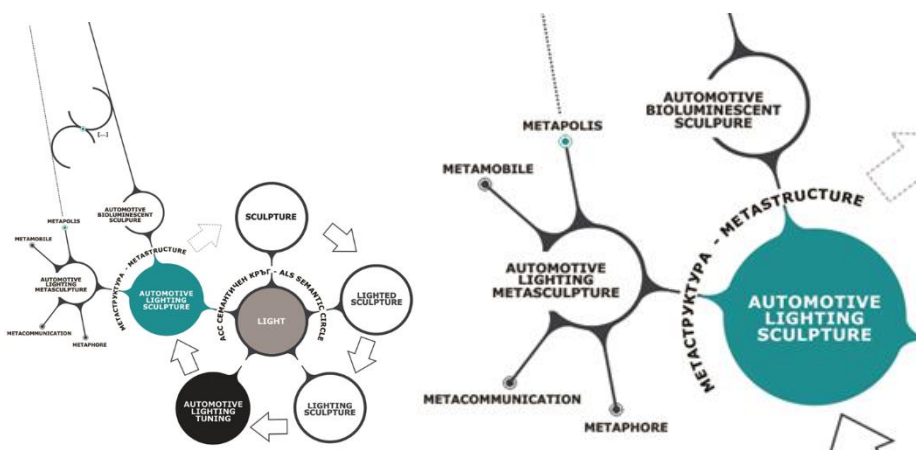 SCULPTURE
LIGHTED
SCULPTURE
LIGHTING
SCULPTURE
AUTOMOTIVE
LIGHTING
TUNING
AUTOMOTIVE
LIGHTING
SCULPTURE
LIGHT
АСС СЕМАНТИЧЕН КРЪГ - ALS SEMANTIC CIRCLE
МЕТАСТРУКТУРА - METASTRUCTURE
AUTOMOTIVE
BIOLUMINESCENT
SCULPURE
[...]
METAPOLIS
METAMOBILE
AUTOMOTIVE
LIGHTING
METASCULPTURE
METACOMMUNICATION
METAPHORE
AUTOMOTIVE
BIOLUMINESCENT
SCULPURE
METAPOLIS
METAMOBILE
AUTOMOTIVE
LIGHTING
METASCULPTURE
METACOMMUNICATION
METAPHORE
МЕТАСТРУКТУРА - METASTRUCTURE
AUTOMOTIVE
LIGHTING
SCULPTURE